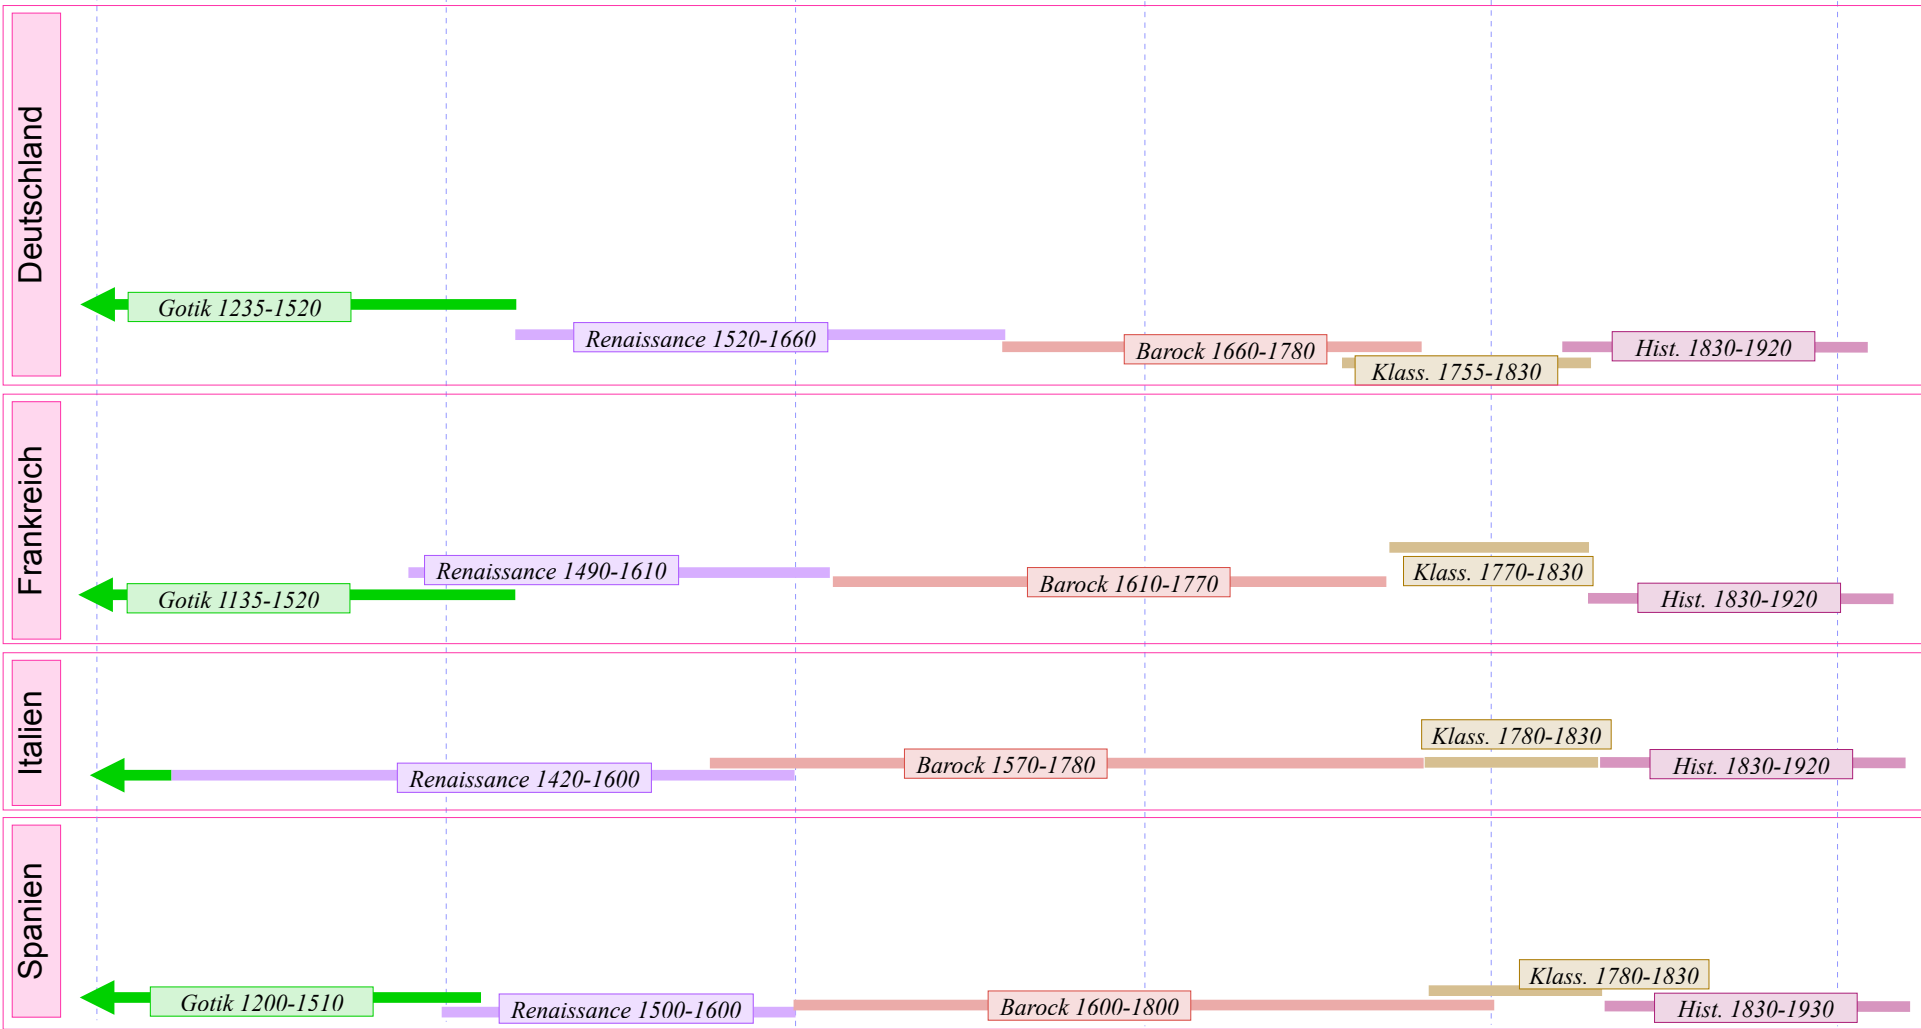 Deutschland
Gotik 1235-1520
Renaissance 1520-1660
Barock 1660-1780
Klass. 1755-1830
Hist. 1830-1920
Frankreich
Gotik 1135-1520
Renaissance 1490-1610
Barock 1610-1770
Klass. 1770-1830
Hist. 1830-1920
Italien
Renaissance 1420-1600
Barock 1570-1780
Klass. 1780-1830
Hist. 1830-1920
Spanien
Gotik 1200-1510
Renaissance 1500-1600
Barock 1600-1800
Klass. 1780-1830
Hist. 1830-1930